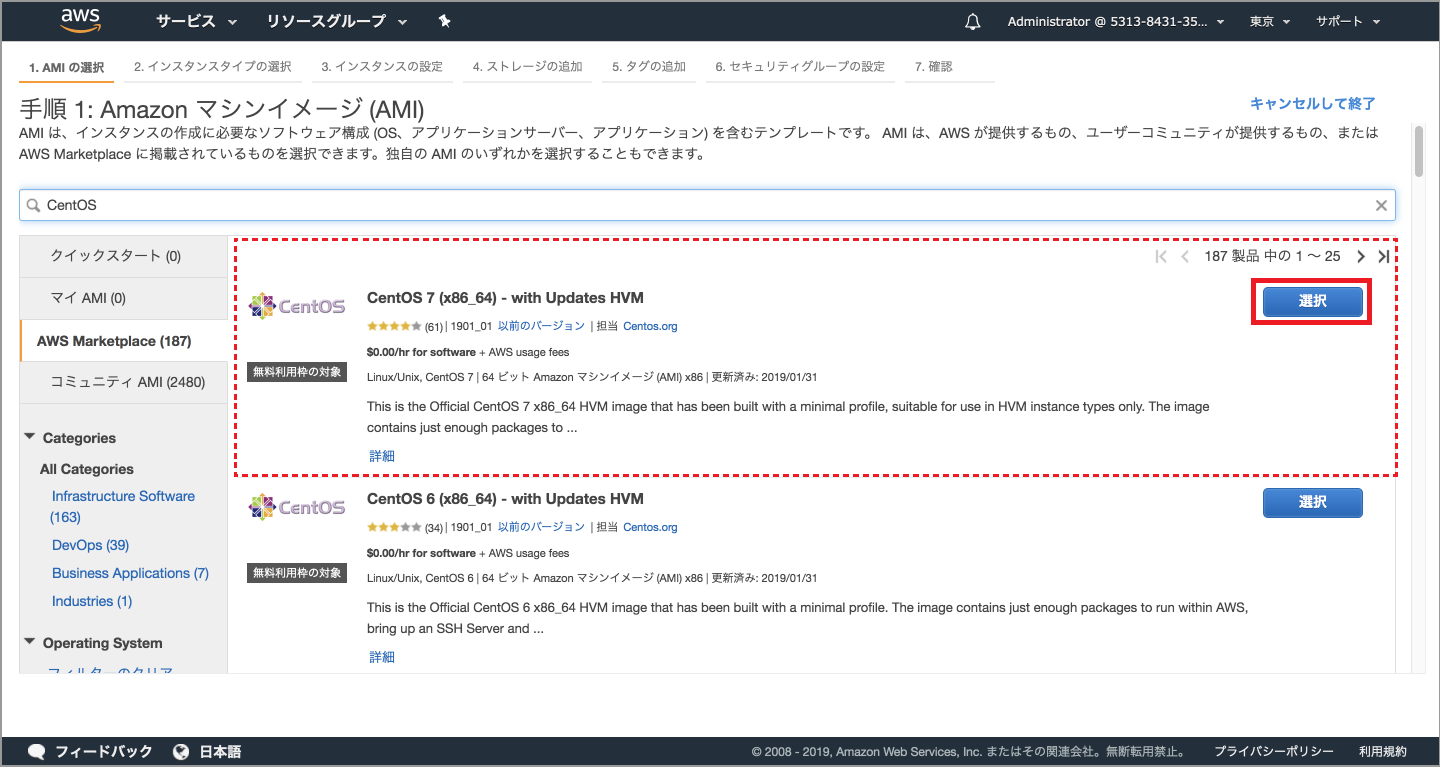 aws サービス リソースグループ Administrator @ 5313-8431-35... 東京 サポート
1. AMI の選択 2. インスタンスタイプの選択 3. インスタンスの設定 4. ストレージの追加 5. タグの追加 6. セキュリティグループの設定 7. 確認
手順 1: Amazon マシンイメージ (AMI)
キャンセルして終了
AMI は、インスタンスの作成に必要なソフトウェア構成 (OS、アプリケーションサーバー、アプリケーション) を含むテンプレートです。 AMI は、AWS が提供するもの、ユーザーコミュニティが提供するもの、または
AWS Marketplace に掲載されているものを選択できます。独自の AMI のいずれかを選択することもできます。
CentOS
クイックスタート (0)
マイ AMI (0)
AWS Marketplace (187)
コミュニティ AMI (2480)
Categories
All Categories
Infrastructure Software
(163)
DevOps (39)
Business Applications (7)
Industries (1)
Operating System
フィルターのクリア
187 製品 中の 1 〜 25
CentOS
無料利用枠の対象
CentOS 7 (x86_64) - with Updates HVM
選択
(61) | 1901_01 以前のバージョン | 担当 Centos.org
$0.00/hr for software + AWS usage fees
Linux/Unix, CentOS 7 | 64 ビット Amazon マシンイメージ (AMI) x86 | 更新済み: 2019/01/31
This is the Official CentOS 7 x86_64 HVM image that has been built with a minimal profile, suitable for use in HVM instance types only. The image
contains just enough packages to ...
詳細
CentOS
無料利用枠の対象
CentOS 6 (x86_64) - with Updates HVM
選択
(34) | 1901_01 以前のバージョン | 担当 Centos.org
$0.00/hr for software + AWS usage fees
Linux/Unix, CentOS 6 | 64 ビット Amazon マシンイメージ (AMI) x86 | 更新済み: 2019/01/31
This is the Official CentOS 6 x86_64 HVM image that has been built with a minimal profile. The image contains just enough packages to run within AWS,
bring up an SSH Server and ...
詳細
フィードバック 日本語 © 2008 - 2019, Amazon Web Services, Inc. またはその関連会社。無断転用禁止。 プライバシーポリシー 利用規約